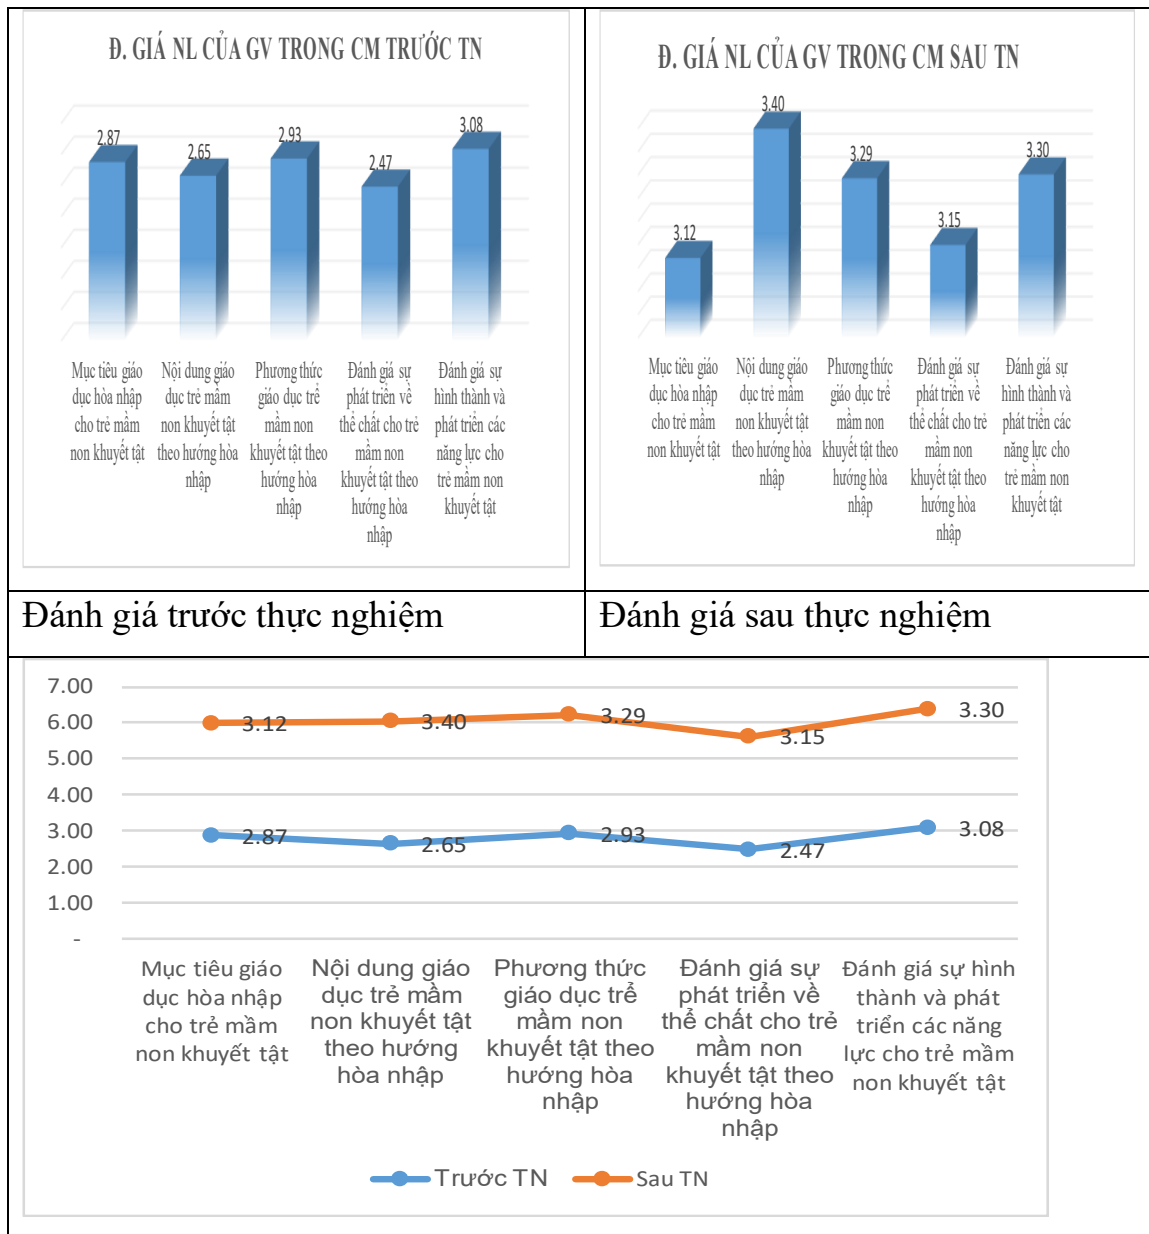 Đ. GIÁ NL CỦA GV TRONG CM TRƯỚC TN
2.87
2.65
2.93
2.47
3.08
Mục tiêu giáo
dục hòa nhập
cho trẻ mầm
non khuyết tật
Nội dung giáo
dục trẻ mầm
non khuyết tật
theo hướng hòa
nhập
Phương thức
giáo dục trể
mầm non
khuyết tật theo
hướng hòa
nhập
Đánh giá sự
phát triển về
thể chất cho trẻ
mầm non
khuyết tật theo
hướng hòa
nhập
Đánh giá sự
hình thành và
phát triển các
năng lực cho
trẻ mầm non
khuyết tật
Đ. GIÁ NL CỦA GV TRONG CM SAU TN
3.12
3.40
3.29
3.15
3.30
Mục tiêu giáo
dục hòa nhập
cho trẻ mầm
non khuyết tật
Nội dung giáo
dục trẻ mầm
non khuyết tật
theo hướng hòa
nhập
Phương thức
giáo dục trể
mầm non
khuyết tật theo
hướng hòa
nhập
Đánh giá sự
phát triển về
thể chất cho trẻ
mầm non
khuyết tật theo
hướng hòa
nhập
Đánh giá sự
hình thành và
phát triển các
năng lực cho
trẻ mầm non
khuyết tật
Đánh giá trước thực nghiệm
Đánh giá sau thực nghiệm
7.00
6.00
5.00
4.00
3.00
2.00
1.00
-
3.12
3.40
3.29
3.15
3.30
2.87
2.65
2.93
2.47
3.08
Mục tiêu giáo
dục hòa nhập
cho trẻ mầm
non khuyết tật
Nội dung giáo
dục trẻ mầm
non khuyết tật
theo hướng
hòa nhập
Phương thức
giáo dục trể
mầm non
khuyết tật theo
hướng hòa
nhập
Đánh giá sự
phát triển về
thể chất cho trẻ
mầm non
khuyết tật theo
hướng hòa
nhập
Đánh giá sự hình
thành và phát
triển các năng
lực cho trẻ mầm
non khuyết tật
Trước TN
Sau TN